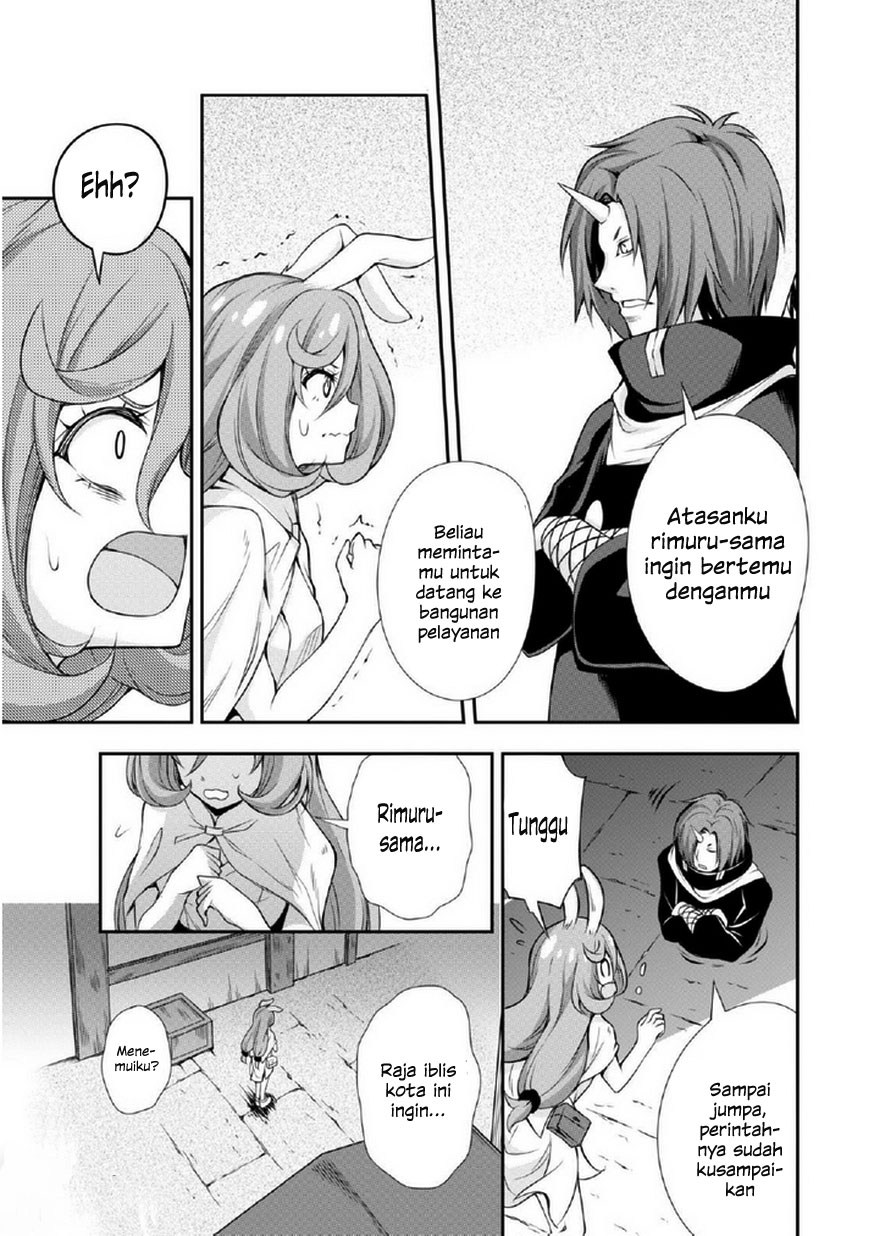 Atasanku
rimuru-sama
ingin bertemu
denganmu
Beliau
meminta-
mu untuk
datang ke
bangunan
pelayanan
Ehh?
Tunggu
Sampai
jumpa,
perintah-
nya sudah
kusampai-
kan
Rimuru-
sama...
Raja iblis
kota ini
ingin...
Mene-
muiku?